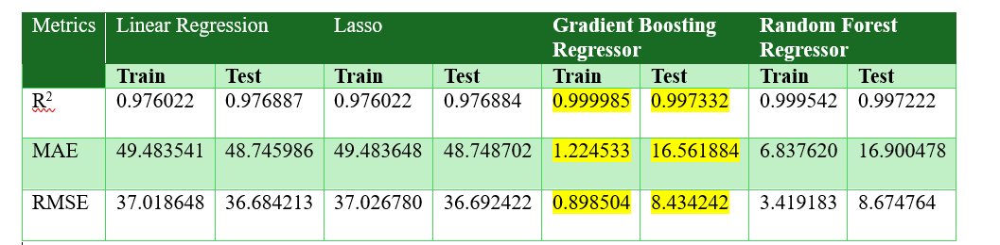 Metrics Linear Regression Lasso Gradient Boosting Regressor Random Forest Regressor
Train Test Train Test Train Test Train Test
R² 0.976022 0.976887 0.976022 0.976884 0.999985 0.997332 0.999542 0.997222
MAE 49.483541 48.745986 49.483648 48.748702 1.224533 16.561884 6.837620 16.900478
RMSE 37.018648 36.684213 37.026780 36.692422 0.898504 8.434242 3.419183 8.674764